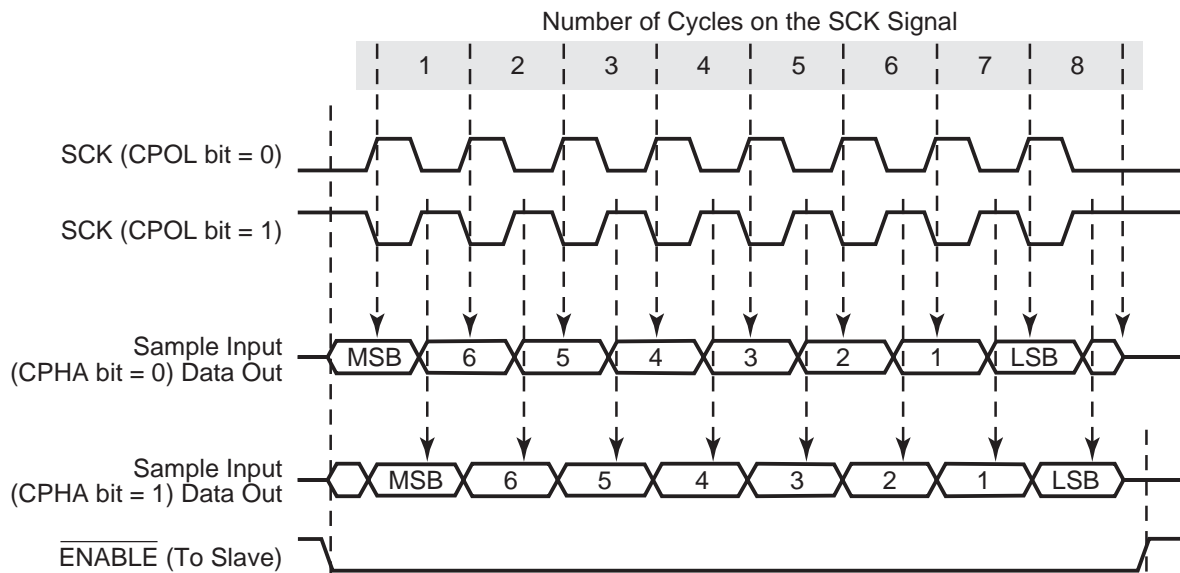 Number of Cycles on the SCK Signal
1 2 3 4 5 6 7 8
SCK (CPOL bit = 0)
SCK (CPOL bit = 1)
Sample Input
(CPHA bit = 0) Data Out
MSB 6 5 4 3 2 1 LSB
Sample Input
(CPHA bit = 1) Data Out
MSB 6 5 4 3 2 1 LSB
ENABLE (To Slave)